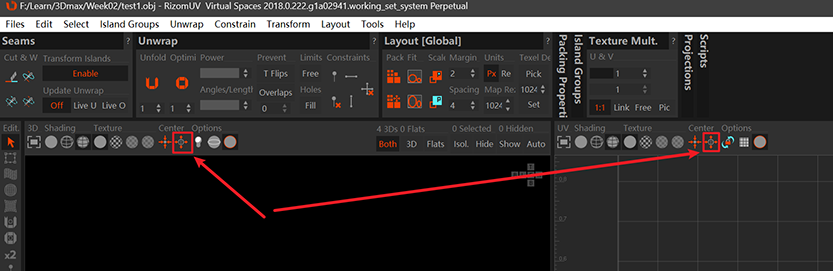 F:/Learn/3Dmax/Week02/test1.obj - RizomUV Virtual Spaces 2018.0.222.g1a02941.working_set_system Perpetual
Files Edit Select Island Groups Unwrap Constrain Transform Layout Tools Help
Seams ? Unwrap ? Layout [Global] ? Texture Mult. ?
Packing Properti
Island Groups
Projections
Scripts
Cut & W Transform Islands Unfold Optimi Power Prevent Limits Constraints Pack Fit Scale Margin Units Texel De U & V
Enable T Flips Free 2 Px Re Pick 1
Update Unwrap Angles/Length Overlaps Holes Spacing Map Re: 1024 1
Off Live U Live O 1 1 0 Fill 4 1024 Set 1:1 Link Free Pic
Edit. 3D Shading Texture Center Options 4 3Ds 0 Flats 0 Selected 0 Hidden UV Shading Texture Center Options
Both 3D Flats Isol. Hide Show Auto
x2